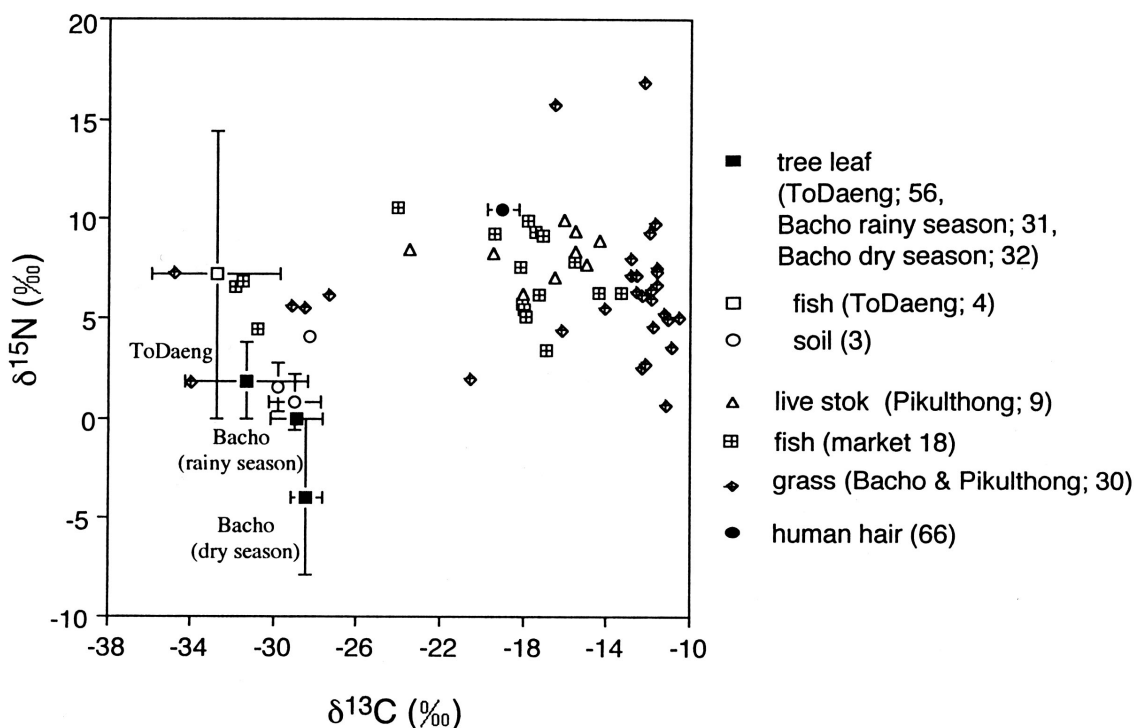 20
15
10
5
0
-5
-10
-38
-34
-30
-26
-22
-18
-14
-10
δ15N (‰)
δ13C (‰)
ToDaeng
Bacho
(rainy season)
Bacho
(dry season)
tree leaf
(ToDaeng; 56,
Bacho rainy season; 31,
Bacho dry season; 32)
fish (ToDaeng; 4)
soil (3)
live stok (Pikulthong; 9)
fish (market 18)
grass (Bacho & Pikulthong; 30)
human hair (66)